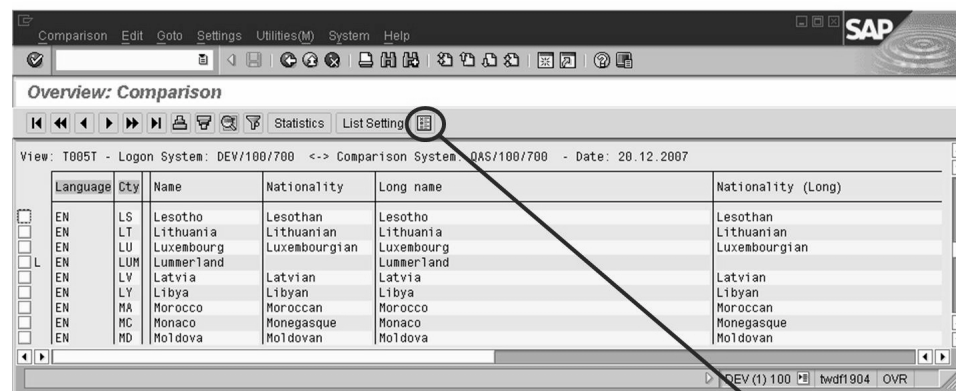 Comparison Edit Goto Settings Utilities(M) System Help
SAP
Overview: Comparison
Statistics List Setting
View: T005T - Logon System: DEV/100/700 <-> Comparison System: QAS/100/700 - Date: 20.12.2007
Language Cty Name Nationality Long name Nationality (Long)
EN LS Lesotho Lesothan Lesotho Lesothan
EN LT Lithuania Lithuanian Lithuania Lithuanian
EN LU Luxembourg Luxembourgian Luxembourg Luxembourgian
L EN LUM Lummerland Lummerland
EN LV Latvia Latvian Latvia Latvian
EN LY Libya Libyan Libya Libyan
EN MA Morocco Moroccan Morocco Moroccan
EN MC Monaco Monegasque Monaco Monegasque
EN MD Moldova Moldovan Moldova Moldovan
DEV (1) 100 twdf1904 OVR